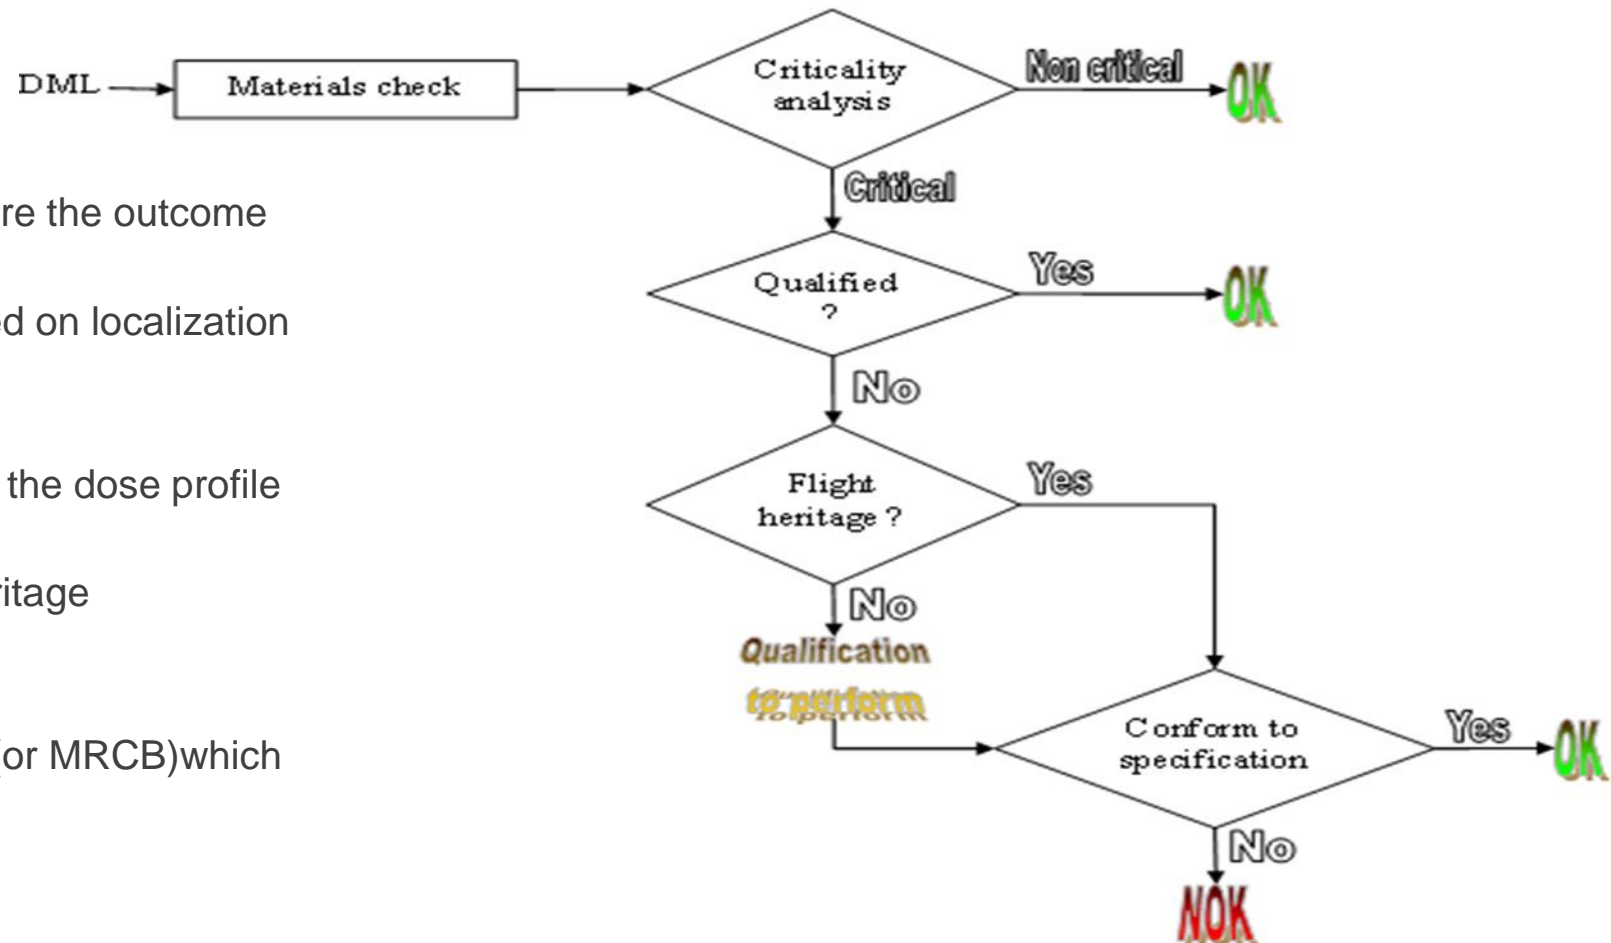 DML
Materials check
Criticality
analysis
Non critical
OK
Critical
re the outcome
Qualified
?
Yes
OK
ed on localization
No
Flight
heritage ?
Yes
the dose profile
No
ritage
Qualification
to perform
Conform to
specification
Yes
OK
(or MRCB)which
No
NOK